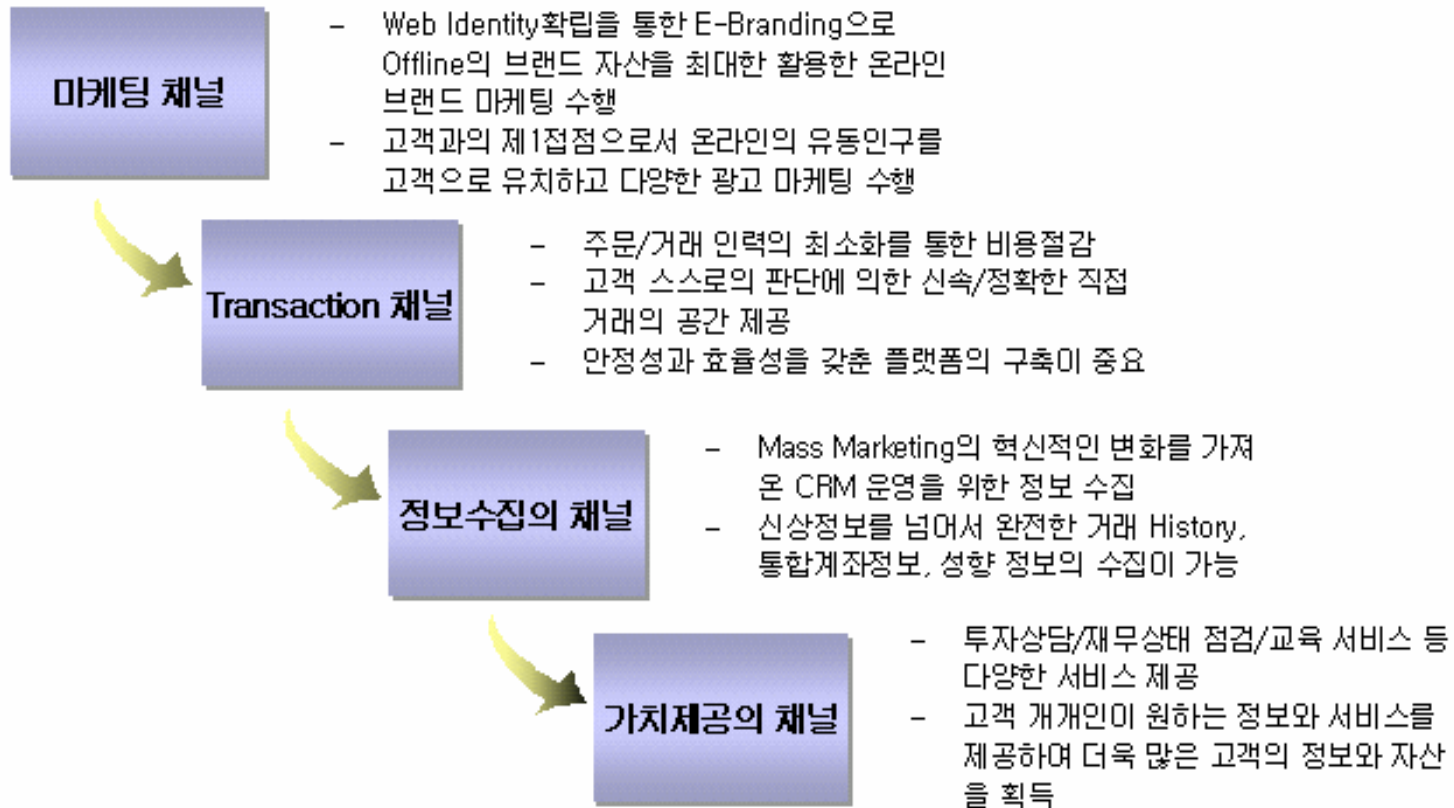 마케팅 채널
- Web Identity확립을 통한 E-Branding으로
Offline의 브랜드 자산을 최대한 활용한 온라인
브랜드 마케팅 수행
- 고객과의 제1접점으로서 온라인의 유동인구를
고객으로 유치하고 다양한 광고 마케팅 수행
Transaction 채널
- 주문/거래 인력의 최소화를 통한 비용절감
- 고객 스스로의 판단에 의한 신속/정확한 직접
거래의 공간 제공
- 안정성과 효율성을 갖춘 플랫폼의 구축이 중요
정보수집의 채널
- Mass Marketing의 혁신적인 변화를 가져
온 CRM 운영을 위한 정보 수집
- 신상정보를 넘어서 완전한 거래 History,
통합계좌정보, 성향 정보의 수집이 가능
가치제공의 채널
- 투자상담/재무상태 점검/교육 서비스 등
다양한 서비스 제공
- 고객 개개인이 원하는 정보와 서비스를
제공하여 더욱 많은 고객의 정보와 자산
을 획득